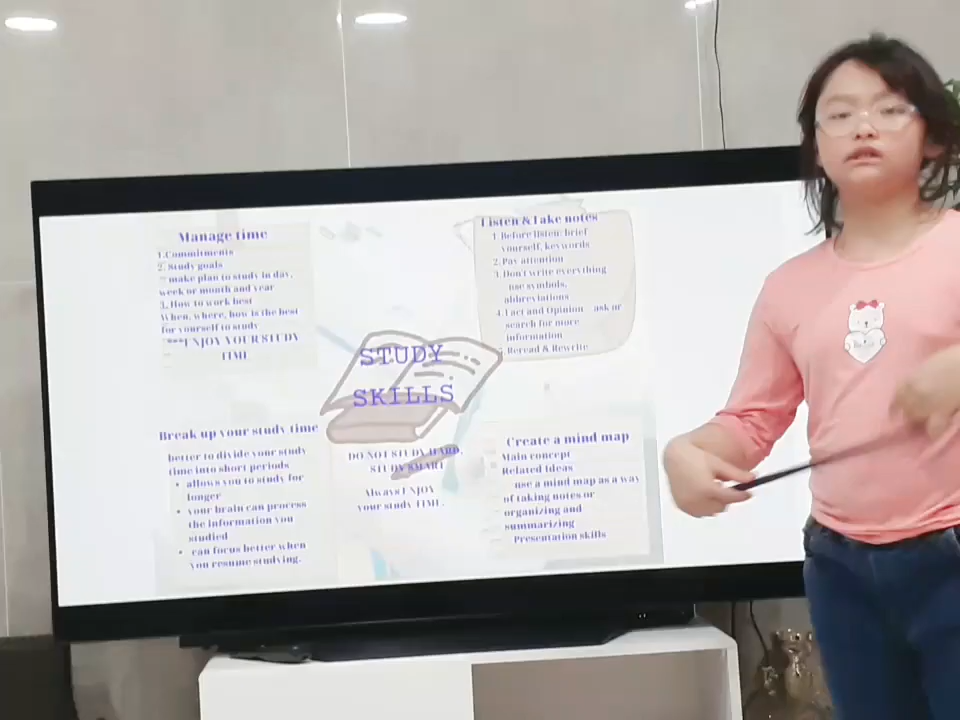 Manage time
1.Commitments
2. Study goals
make plan to study in day,
week or month and year
3. How to work best
When, where, how is the best
for yourself to study
***ENJOY YOUR STUDY
TIME
Listen & Take notes
1. Before listen: brief
yourself, keywords
2. Pay attention
3. Don't write everything
use symbols,
abbreviations
4. Fact and Opinion - ask or
search for more
information
5. Reread & Rewrite
STUDY
SKILLS
DO NOT STUDY HARD,
STUDY SMART
Always ENJOY
your study TIME.
Break up your study time
better to divide your study
time into short periods
• allows you to study for
longer
• your brain can process
the information you
studied
• can focus better when
you resume studying.
Create a mind map
Main concept
Related ideas
use a mind map as a way
of taking notes or
organizing and
summarizing
Presentation skills